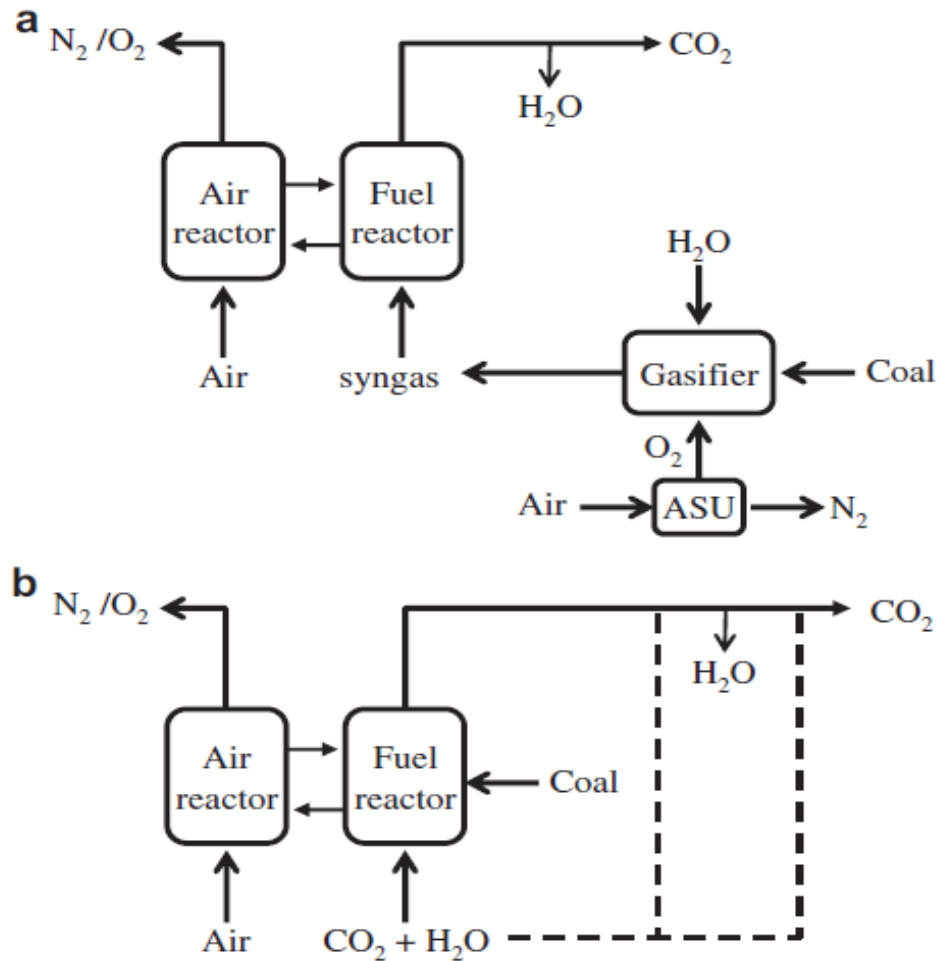 a
N₂ /O₂
CO₂
H₂O
Air
reactor
Fuel
reactor
H₂O
Air
syngas
Gasifier
Coal
O₂
Air
ASU
N₂
b
N₂ /O₂
CO₂
H₂O
Air
reactor
Fuel
reactor
Coal
Air
CO₂ + H₂O